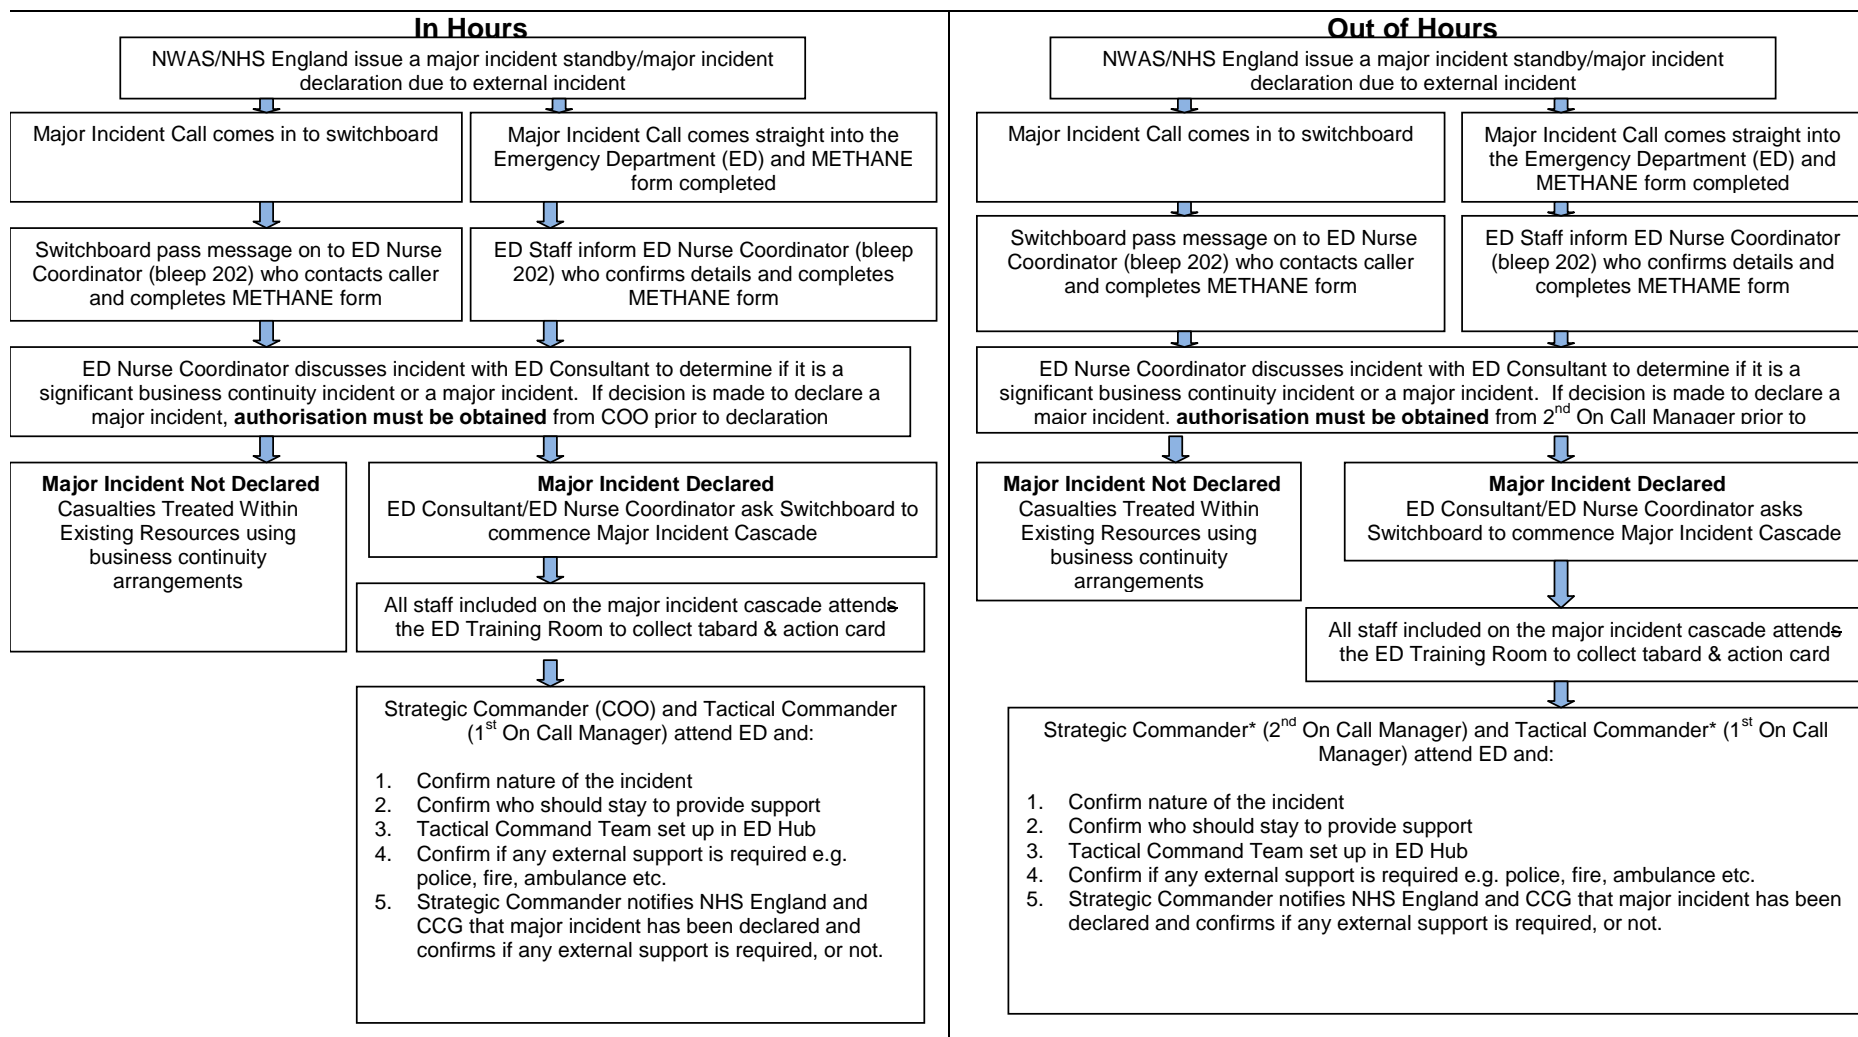 In Hours
NWAS/NHS England issue a major incident standby/major incident
declaration due to external incident
Major Incident Call comes in to switchboard
Major Incident Call comes straight into the
Emergency Department (ED) and METHANE
form completed
Switchboard pass message on to ED Nurse
Coordinator (bleep 202) who contacts caller
and completes METHANE form
ED Staff inform ED Nurse Coordinator (bleep
202) who confirms details and completes
METHANE form
ED Nurse Coordinator discusses incident with ED Consultant to determine if it is a
significant business continuity incident or a major incident.  If decision is made to declare a
major incident, authorisation must be obtained from COO prior to declaration
Major Incident Not Declared
Casualties Treated Within
Existing Resources using
business continuity
arrangements
Major Incident Declared
ED Consultant/ED Nurse Coordinator ask Switchboard to
commence Major Incident Cascade
All staff included on the major incident cascade attends
the ED Training Room to collect tabard & action card
Strategic Commander (COO) and Tactical Commander
(1st On Call Manager) attend ED and:
1. Confirm nature of the incident
2. Confirm who should stay to provide support
3. Tactical Command Team set up in ED Hub
4. Confirm if any external support is required e.g.
police, fire, ambulance etc.
5. Strategic Commander notifies NHS England and
CCG that major incident has been declared and
confirms if any external support is required, or not.
Out of Hours
NWAS/NHS England issue a major incident standby/major incident
declaration due to external incident
Major Incident Call comes in to switchboard
Major Incident Call comes straight into
the Emergency Department (ED) and
METHANE form completed
Switchboard pass message on to ED Nurse
Coordinator (bleep 202) who contacts caller
and completes METHANE form
ED Staff inform ED Nurse Coordinator
(bleep 202) who confirms details and
completes METHAME form
ED Nurse Coordinator discusses incident with ED Consultant to determine if it is a
significant business continuity incident or a major incident.  If decision is made to declare a
major incident, authorisation must be obtained from 2nd On Call Manager prior to
Major Incident Not Declared
Casualties Treated Within
Existing Resources using
business continuity
arrangements
Major Incident Declared
ED Consultant/ED Nurse Coordinator asks
Switchboard to commence Major Incident Cascade
All staff included on the major incident cascade attends
the ED Training Room to collect tabard & action card
Strategic Commander* (2nd On Call Manager) and Tactical Commander* (1st On Call
Manager) attend ED and:
1. Confirm nature of the incident
2. Confirm who should stay to provide support
3. Tactical Command Team set up in ED Hub
4. Confirm if any external support is required e.g. police, fire, ambulance etc.
5. Strategic Commander notifies NHS England and CCG that major incident has been
declared and confirms if any external support is required, or not.